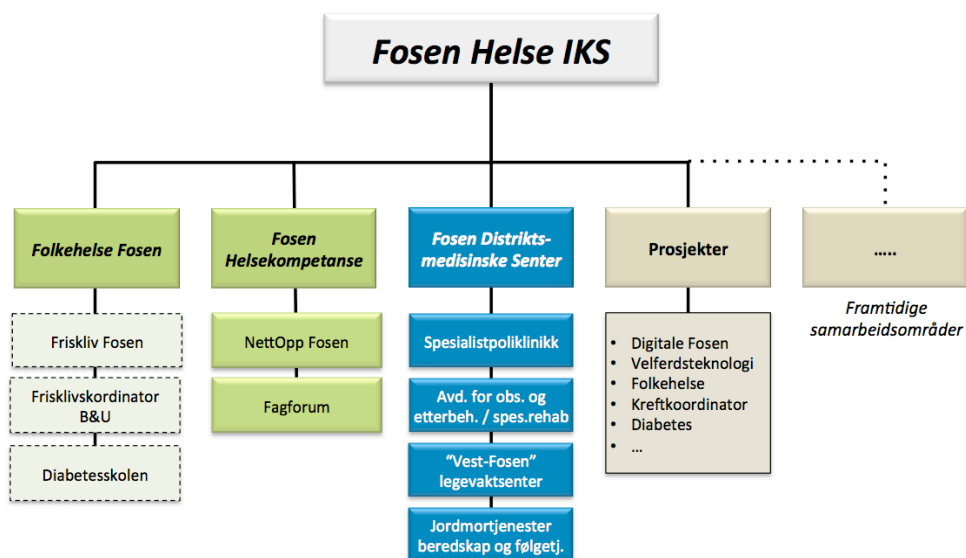 Fosen Helse IKS
Folkehelse Fosen
Fosen
Helsekompetanse
Fosen Distrikts-
medisinske Senter
Prosjekter
.....
Friskliv Fosen
Frisklivskordinator
B&U
Diabetesskolen
NettOpp Fosen
Fagforum
Spesialistpoliklinikk
Avd. for obs. og
etterbeh. / spes.rehab
"Vest-Fosen"
legevaktsenter
Jordmortjenester
beredskap og følgetj.
• Digitale Fosen
• Velferdsteknologi
• Folkehelse
• Kreftkoordinator
• Diabetes
• ...
Framtidige
samarbeidsområder